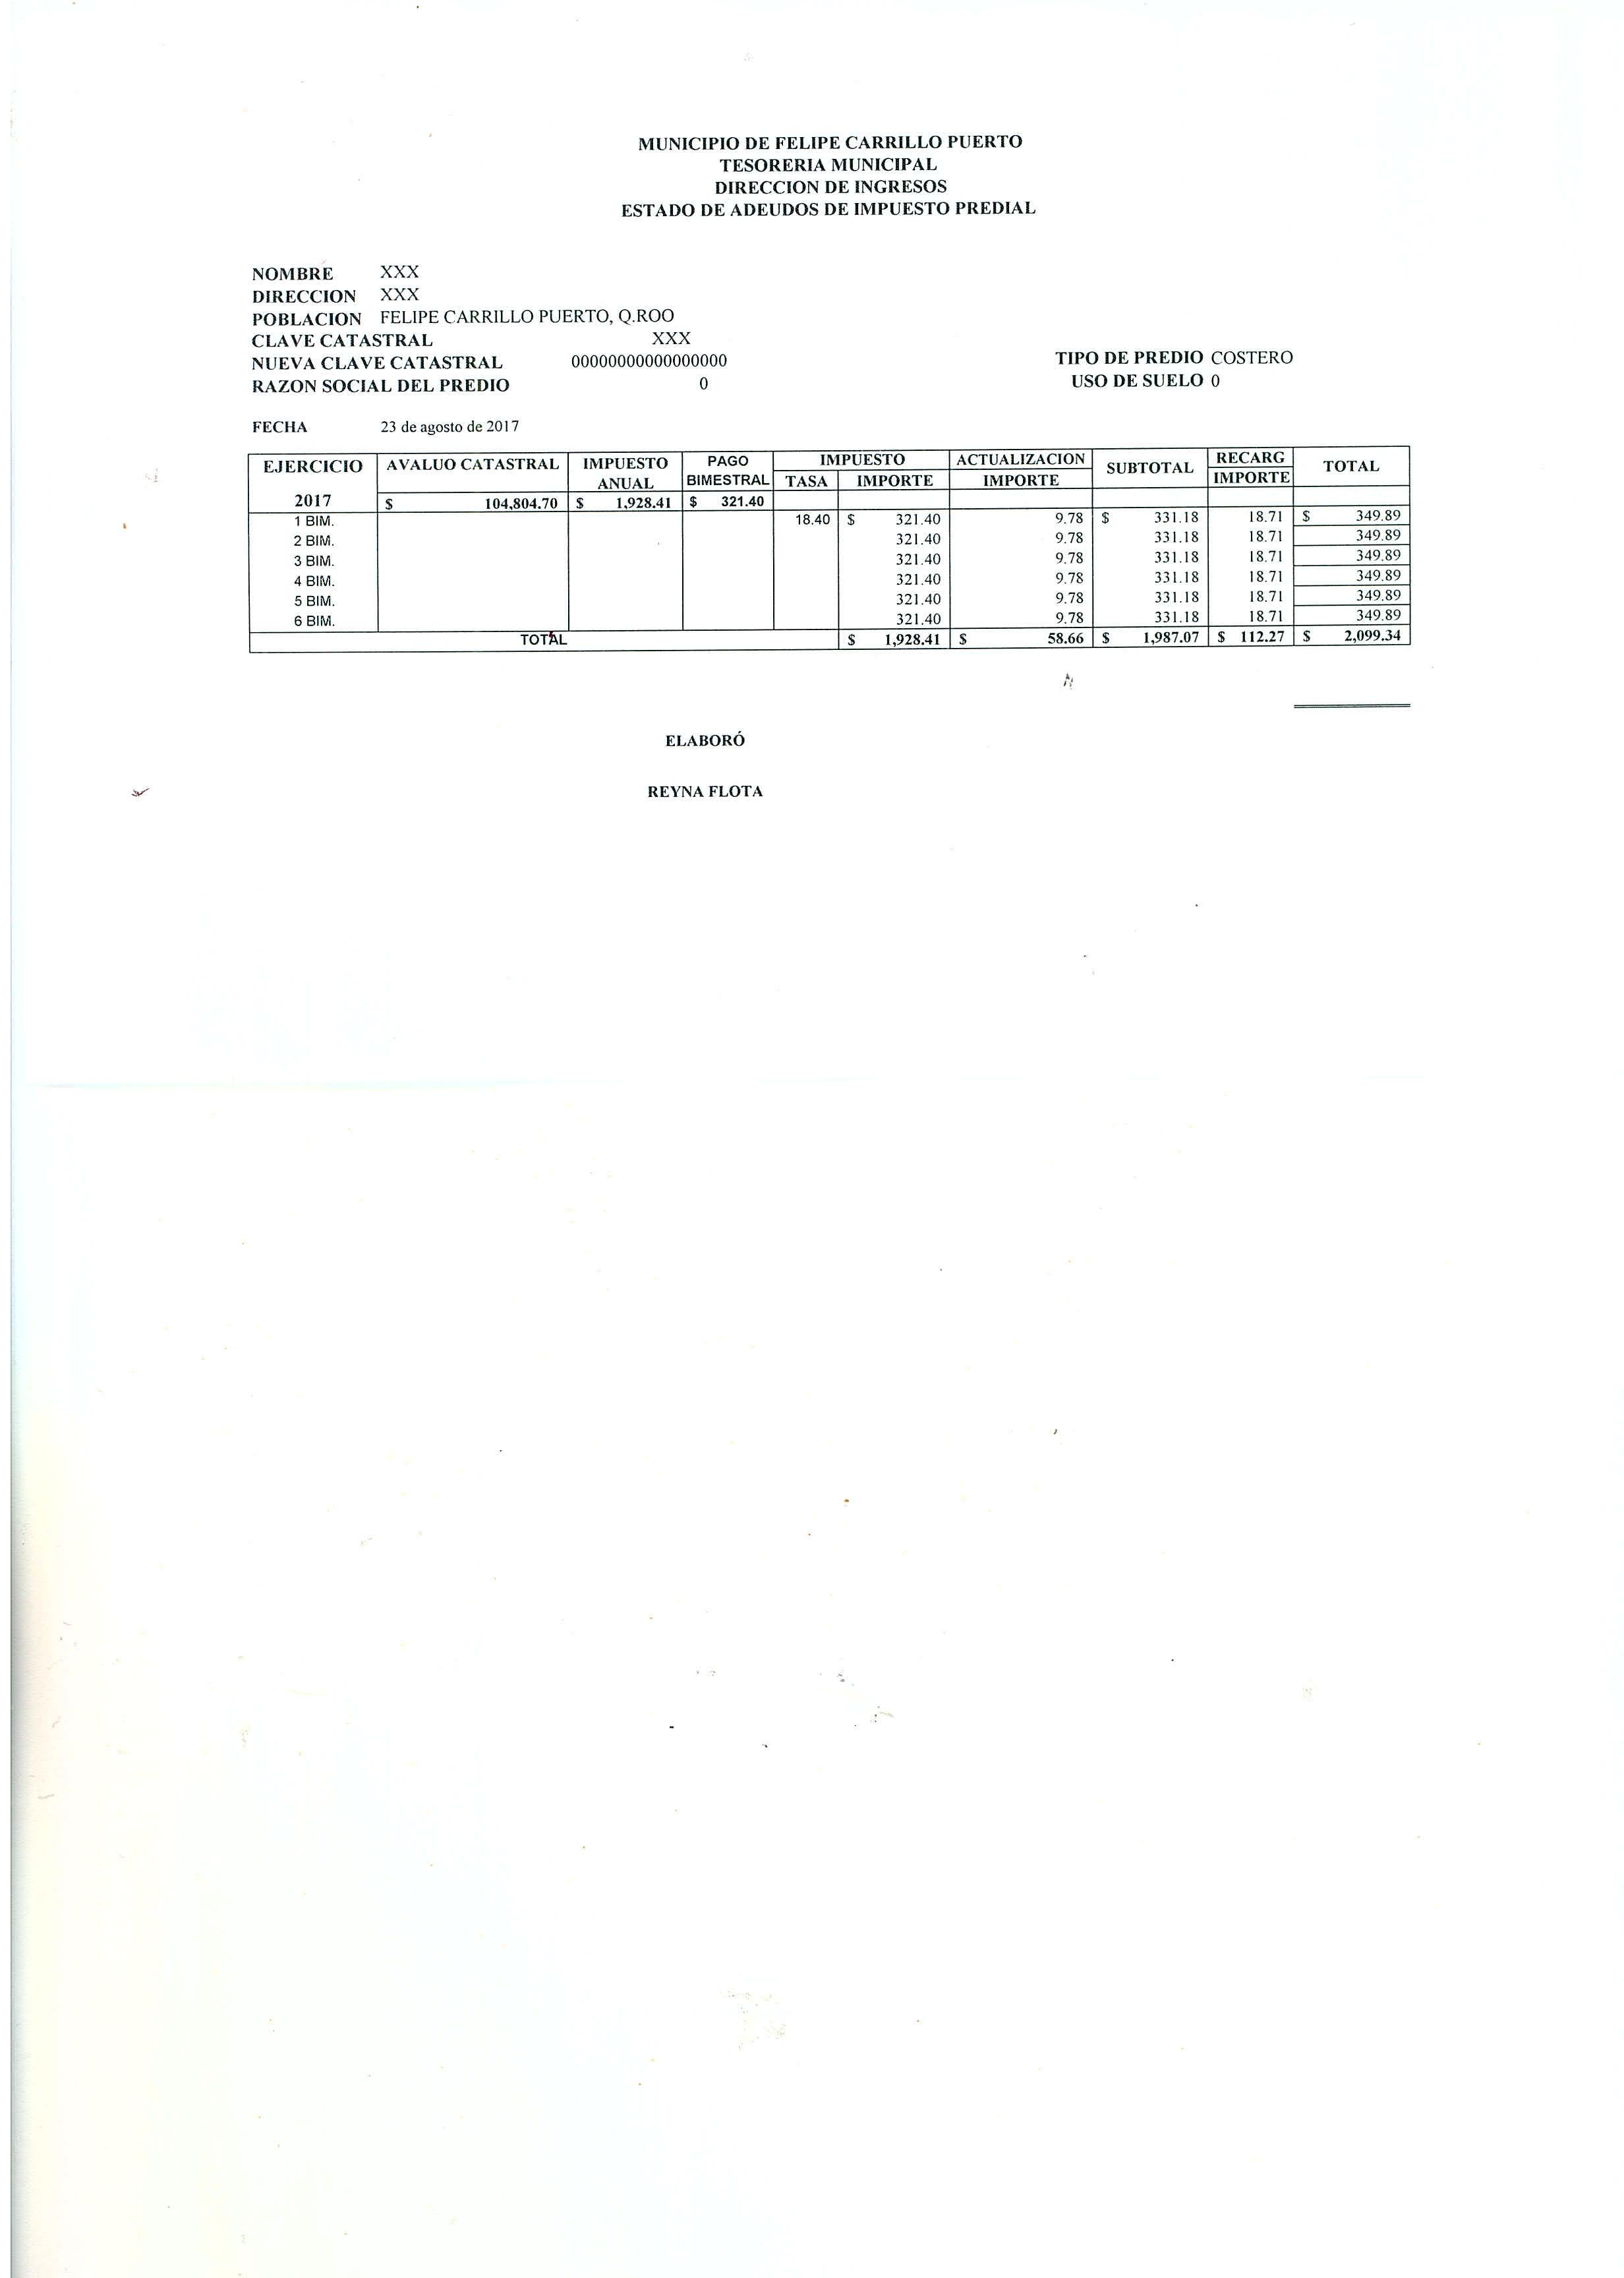 MUNICIPIO DE FELIPE CARRILLO PUERTO
TESORERIA MUNICIPAL
DIRECCION DE INGRESOS
ESTADO DE ADEUDOS DE IMPUESTO PREDIAL
NOMBRE XXX
DIRECCION XXX
POBLACION FELIPE CARRILLO PUERTO, Q.ROO
CLAVE CATASTRAL XXX
NUEVA CLAVE CATASTRAL 00000000000000000 TIPO DE PREDIO COSTERO
RAZON SOCIAL DEL PREDIO 0 USO DE SUELO 0
FECHA 23 de agosto de 2017
EJERCICIO AVALUO CATASTRAL IMPUESTO PAGO IMPUESTO ACTUALIZACION SUBTOTAL RECARG TOTAL
ANUAL BIMESTRAL TASA IMPORTE IMPORTE IMPORTE
2017 $ 104,804.70 $ 1,928.41 $ 321.40
1 BIM. 18.40 $ 321.40 9.78 $ 331.18 18.71 $ 349.89
2 BIM. 321.40 9.78 331.18 18.71 349.89
3 BIM. 321.40 9.78 331.18 18.71 349.89
4 BIM. 321.40 9.78 331.18 18.71 349.89
5 BIM. 321.40 9.78 331.18 18.71 349.89
6 BIM. 321.40 9.78 331.18 18.71 349.89
TOTAL $ 1,928.41 $ 58.66 $ 1,987.07 $ 112.27 $ 2,099.34
ELABORÓ
REYNA FLOTA